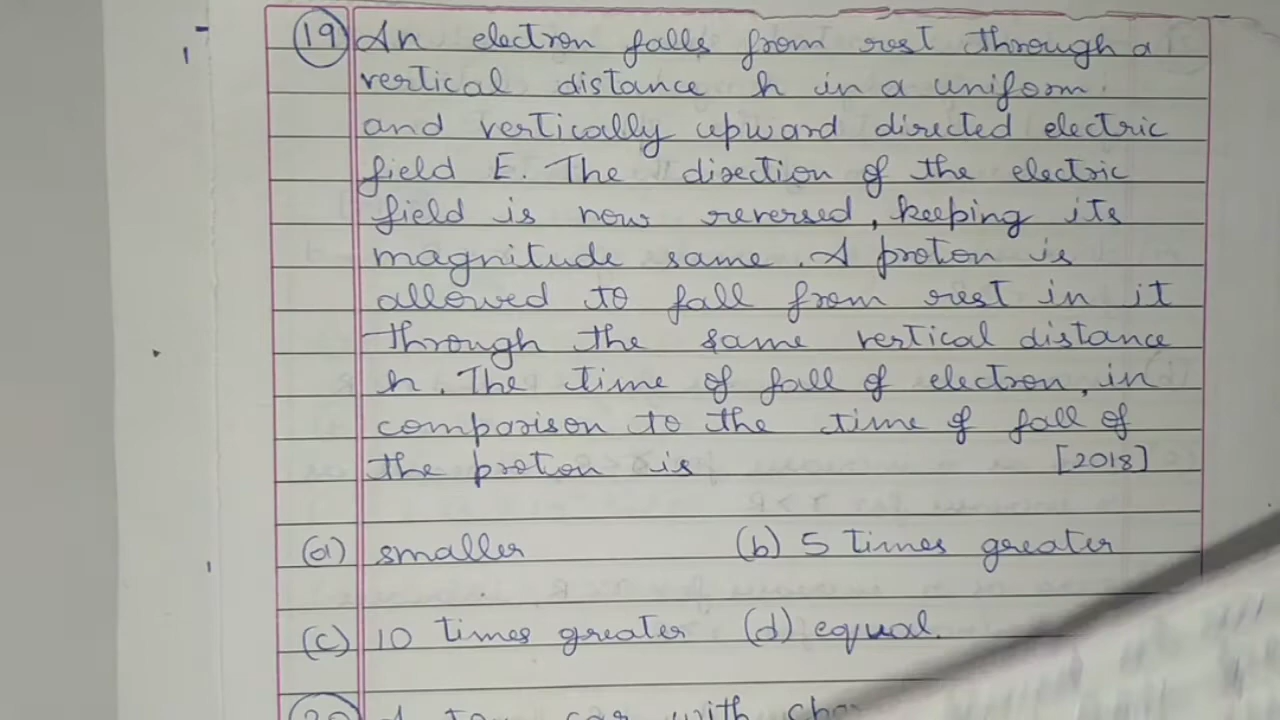 19 An electron falls from rest through a
vertical distance h in a uniform
and vertically upward directed electric
field E. The direction of the electric
field is now reversed, keeping its
magnitude same. A proton is
allowed to fall from rest in it
through the same vertical distance
h. The time of fall of electron, in
comparison to the time of fall of
the proton is [2018]
(a) smaller (b) 5 times greater
(c) 10 times greater (d) equal.
20 A car with